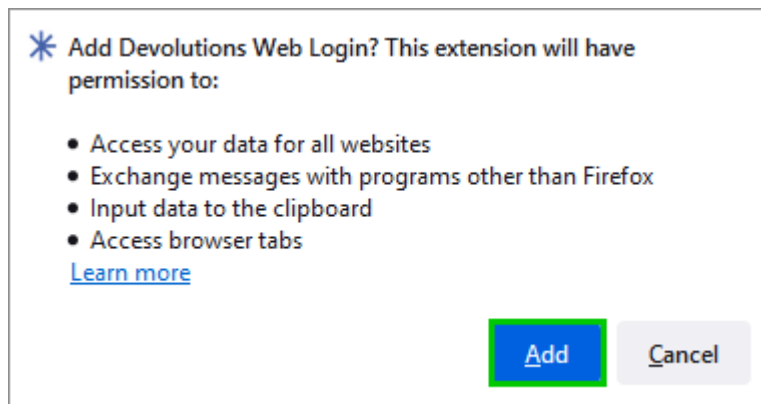 Add Devolutions Web Login? This extension will have
permission to:
• Access your data for all websites
• Exchange messages with programs other than Firefox
• Input data to the clipboard
• Access browser tabs
Learn more
Add Cancel